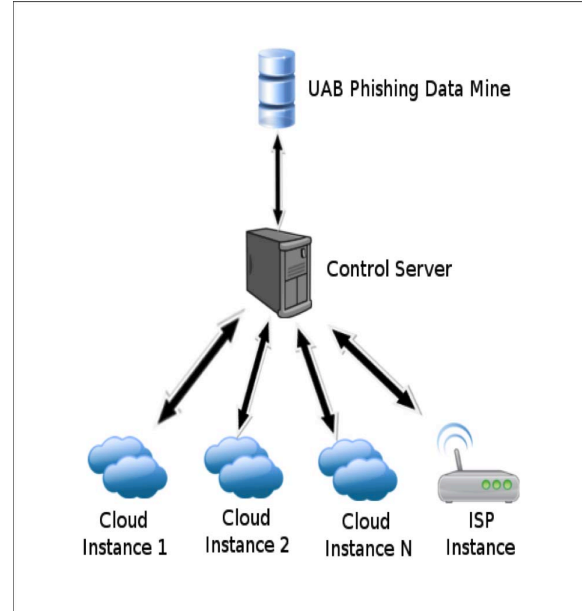 UAB Phishing Data Mine
Control Server
Cloud
Instance 1
Cloud
Instance 2
Cloud
Instance N
ISP
Instance